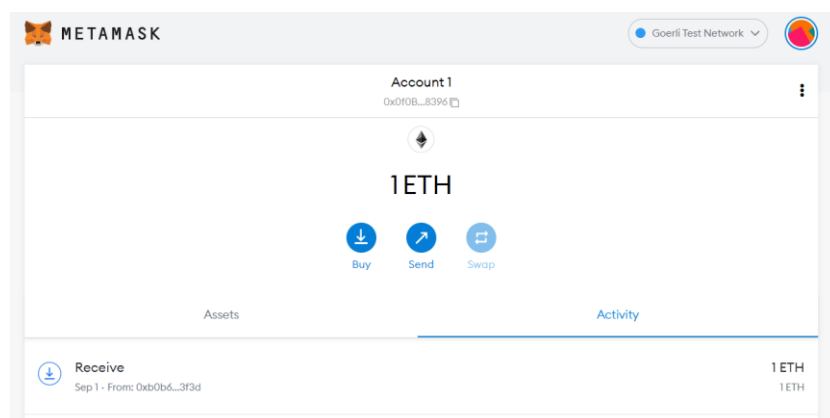 METAMASK
Goerli Test Network
Account 1
0x0f0B...8396
1 ETH
Buy
Send
Swap
Assets
Activity
Receive
1 ETH
Sep 1 · From: 0xb0b6...3f3d
1 ETH